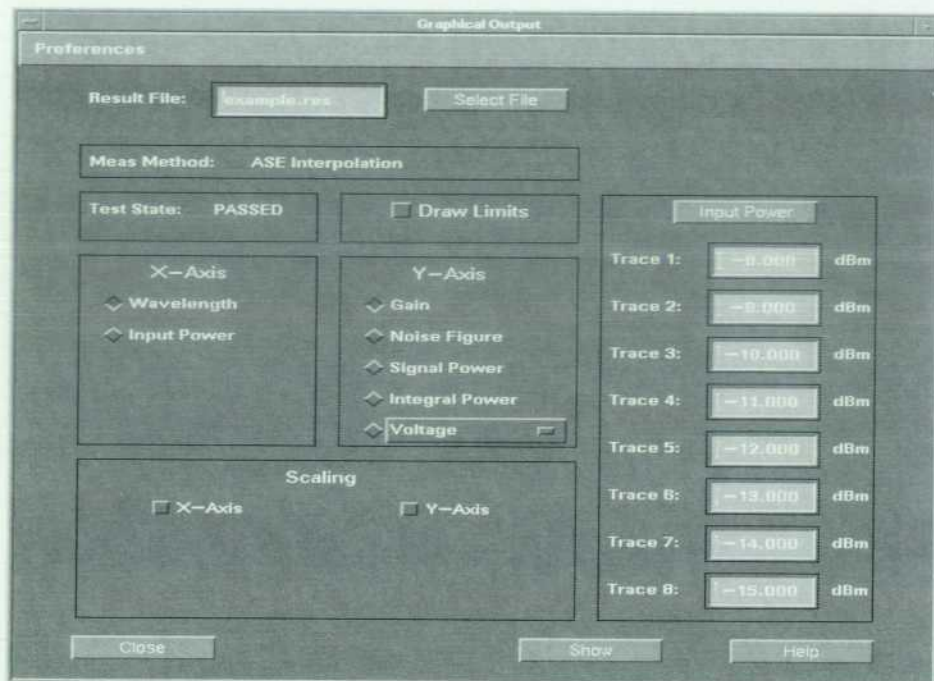 Graphical Output
Preferences
Result File: example.res Select File
Meas Method: ASE Interpolation
Test State: PASSED
Draw Limits
X-Axis
Wavelength
Input Power
Y-Axis
Gain
Noise Figure
Signal Power
Integral Power
Voltage
Scaling
X-Axis Y-Axis
Input Power
Trace 1: dBm
Trace 2: -9.000 dBm
Trace 3: -10.000 dBm
Trace 4: -11.000 dBm
Trace 5: -12.000 dBm
Trace 6: -13.000 dBm
Trace 7: -14.000 dBm
Trace 8: -15.000 dBm
Close Show Help